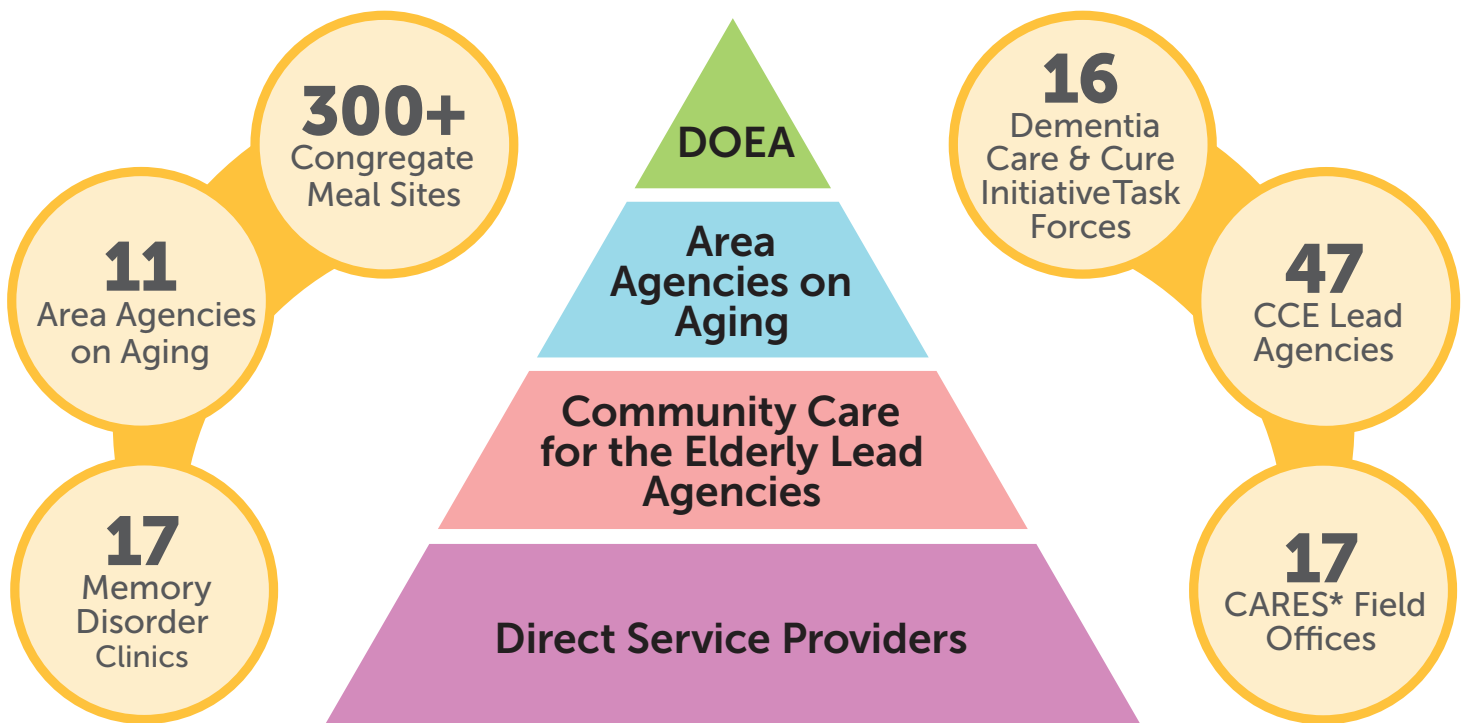 300+
Congregate
Meal Sites
11
Area Agencies
on Aging
17
Memory
Disorder
Clinics
DOEA
Area
Agencies on
Aging
Community Care
for the Elderly Lead
Agencies
Direct Service Providers
16
Dementia
Care & Cure
InitiativeTask
Forces
47
CCE Lead
Agencies
17
CARES* Field
Offices